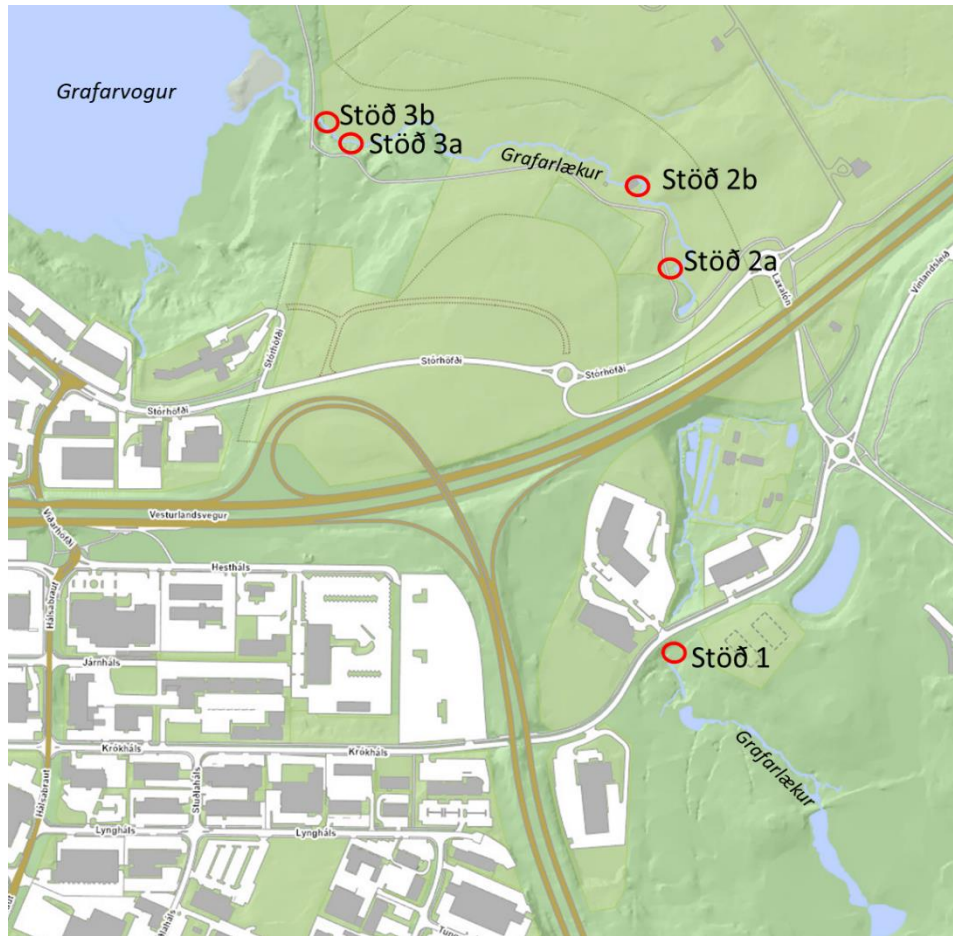 Grafarvogur
Stöð 3b
Stöð 3a
Grafarlækur
Stöð 2b
Stöð 2a
Laxalón
Vínlandsleið
Stórhöfði
Stórhöfði
Stórhöfði
Stórhöfði
Vesturlandsvegur
Viðarhöfði
Hestháls
Hálsabraut
Járnháls
Stöð 1
Krókháls
Krókháls
Grafarlækur
Stuðlaháls
Hálsabraut
Lyngháls
Lyngháls